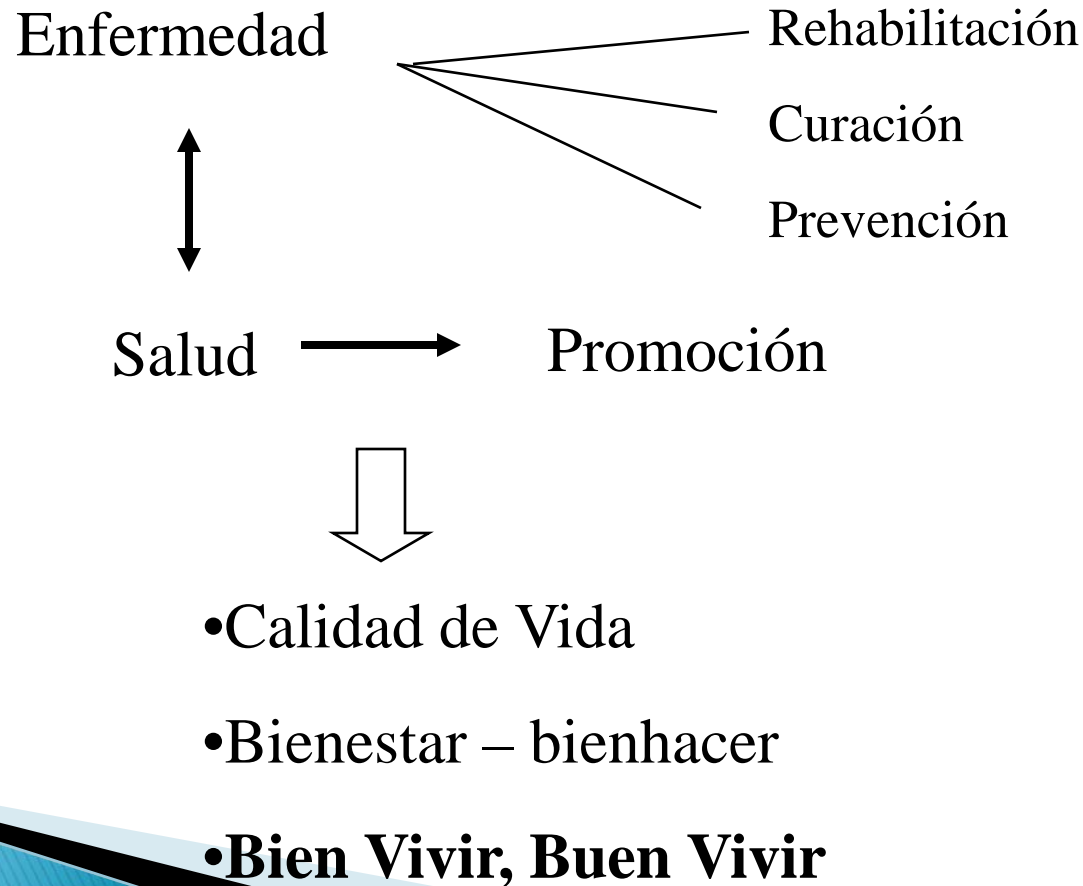 Enfermedad
Rehabilitación
Curación
Prevención
Salud
Promoción
•Calidad de Vida
•Bienestar – bienhacer
•Bien Vivir, Buen Vivir